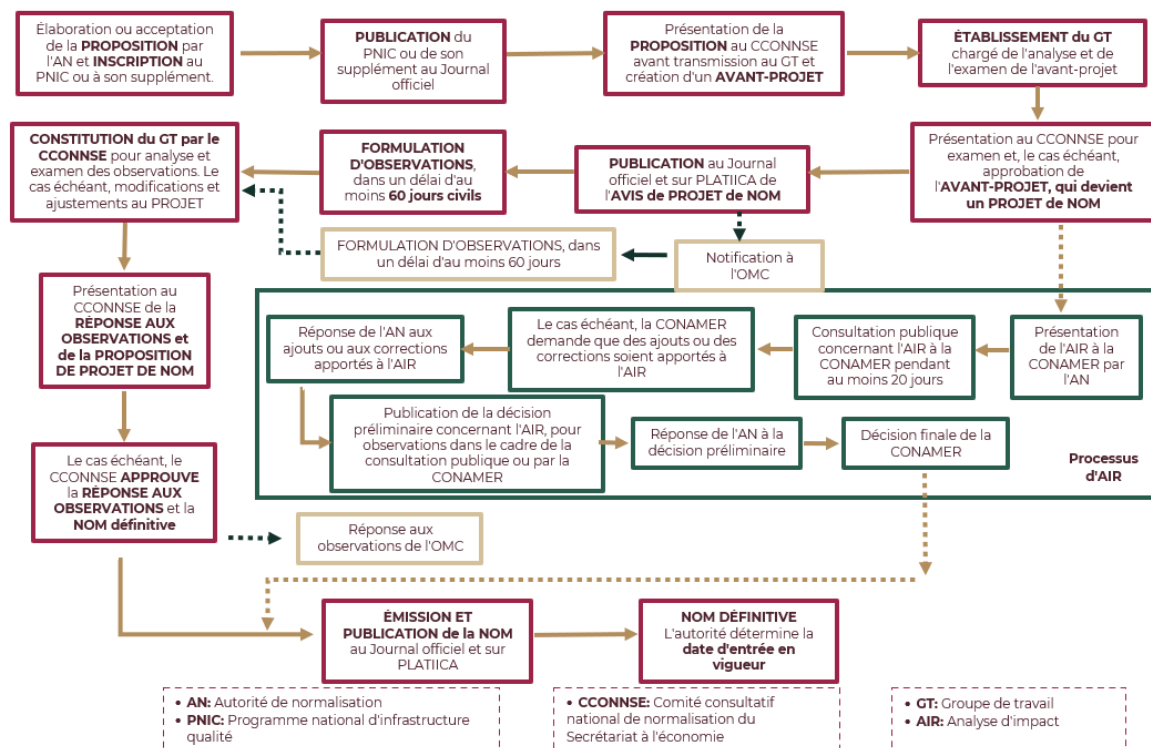 Élaboration ou acceptation
de la PROPOSITION par
l'AN et INSCRIPTION au
PNIC ou à son supplément.
PUBLICATION du
PNIC ou de son
supplément au Journal
officiel
Présentation de
la PROPOSITION au CCONNSE
avant transmission au GT et
création d'un AVANT-PROJET
ÉTABLISSEMENT du GT
chargé de l'analyse et de
l'examen de l'avant-projet
CONSTITUTION du GT par le
CCONNSE pour analyse et
examen des observations. Le
cas échéant, modifications et
ajustements au PROJET
FORMULATION
D'OBSERVATIONS,
dans un délai d'au
moins 60 jours civils
PUBLICATION au Journal
officiel et sur PLATIICA de
l'AVIS de PROJET de NOM
Présentation au CCONNSE pour
examen et, le cas échéant,
approbation de
l'AVANT-PROJET, qui devient
un PROJET de NOM
FORMULATION D'OBSERVATIONS, dans
un délai d'au moins 60 jours
Notification à
l'OMC
Présentation au
CCONNSE de la
RÉPONSE AUX
OBSERVATIONS et
de la PROPOSITION
DE PROJET DE NOM
Réponse de l'AN aux
ajouts ou aux corrections
apportés à l'AIR
Le cas échéant, la CONAMER
demande que des ajouts ou des
corrections soient apportés à
l'AIR
Consultation publique
concernant l'AIR à la
CONAMER pendant
au moins 20 jours
Présentation
de l'AIR à la
CONAMER par
l'AN
Publication de la décision
préliminaire concernant l'AIR, pour
observations dans le cadre de la
consultation publique ou par la
CONAMER
Réponse de l'AN à la
décision préliminaire
Décision finale de la
CONAMER
Processus
d'AIR
Le cas échéant, le
CCONNSE APPROUVE
la RÉPONSE AUX
OBSERVATIONS et la
NOM définitive
Réponse aux
observations de l'OMC
ÉMISSION ET
PUBLICATION de la NOM
au Journal officiel et sur
PLATIICA
NOM DÉFINITIVE
L'autorité détermine la
date d'entrée en
vigueur
• AN: Autorité de normalisation
• PNIC: Programme national d'infrastructure
qualité
• CCONNSE: Comité consultatif
national de normalisation du
Secrétariat à l'économie
• GT: Groupe de travail
• AIR: Analyse d'impact